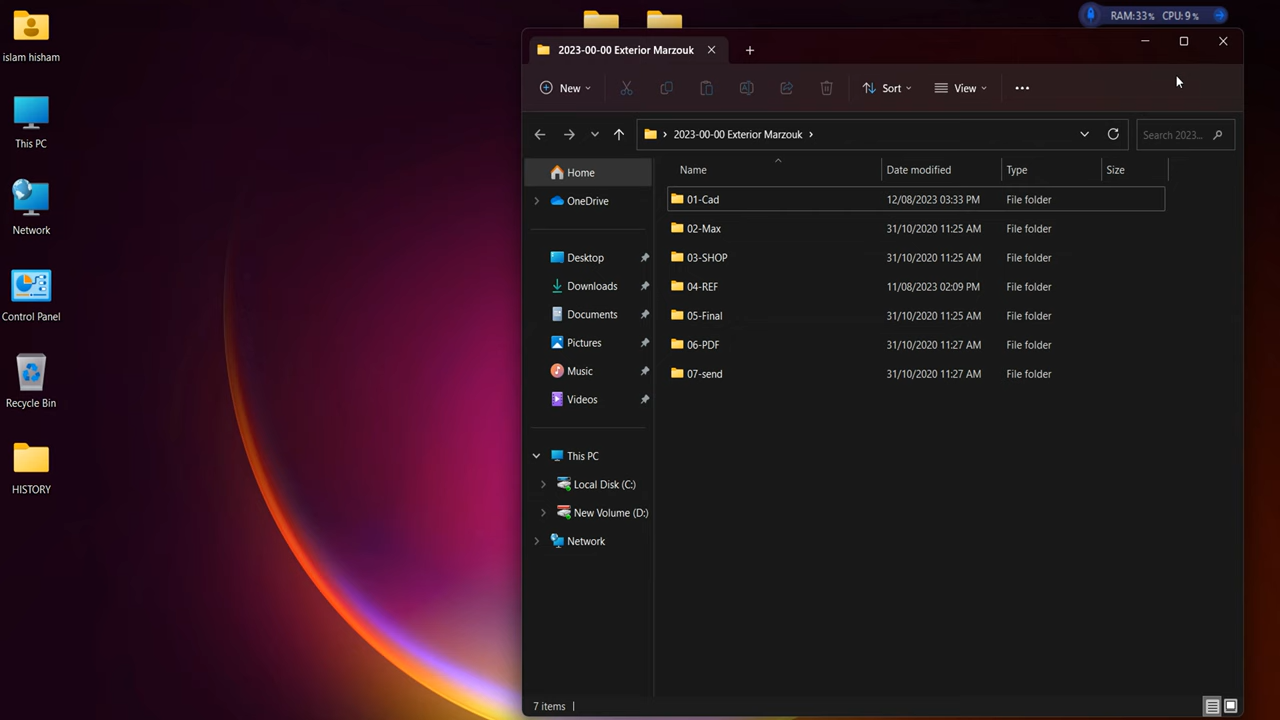 islam hisham
This PC
Network
Control Panel
Recycle Bin
HISTORY
RAM:33% CPU:9%
2023-00-00 Exterior Marzouk
New
Sort
View
2023-00-00 Exterior Marzouk
Search 2023...
Home
OneDrive
Desktop
Downloads
Documents
Pictures
Music
Videos
This PC
Local Disk (C:)
New Volume (D:)
Network
Name Date modified Type Size
01-Cad 12/08/2023 03:33 PM File folder
02-Max 31/10/2020 11:25 AM File folder
03-SHOP 31/10/2020 11:25 AM File folder
04-REF 11/08/2023 02:09 PM File folder
05-Final 31/10/2020 11:25 AM File folder
06-PDF 31/10/2020 11:27 AM File folder
07-send 31/10/2020 11:27 AM File folder
7 items